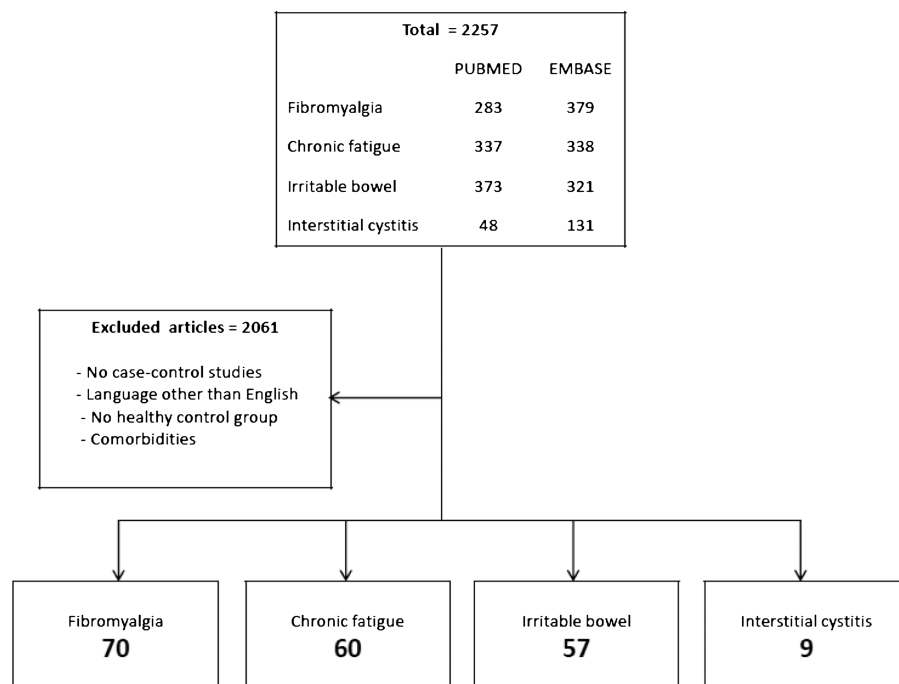 Total = 2257
PUBMED EMBASE
Fibromyalgia 283 379
Chronic fatigue 337 338
Irritable bowel 373 321
Interstitial cystitis 48 131
Excluded articles = 2061
- No case-control studies
- Language other than English
- No healthy control group
- Comorbidities
Fibromyalgia
70
Chronic fatigue
60
Irritable bowel
57
Interstitial cystitis
9